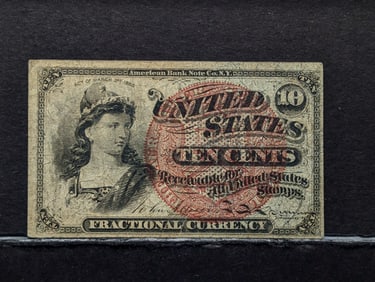 American Bank Note Co. N.Y.
UNITED 10
STATES
TEN CENTS
Receivable for
All United States
Stamps.
FRACTIONAL CURRENCY